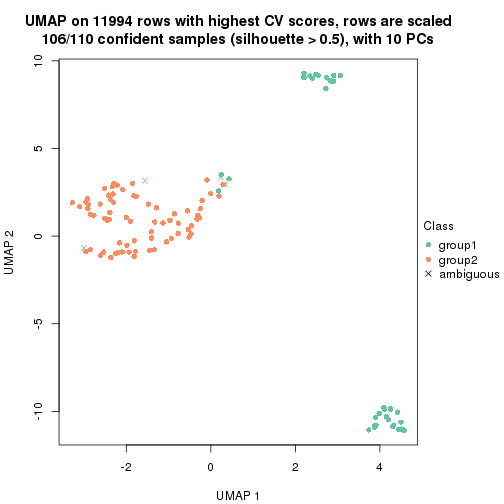 UMAP on 11994 rows with highest CV scores, rows are scaled
106/110 confident samples (silhouette > 0.5), with 10 PCs
10
5
0
-5
-10
UMAP 2
-2
0
2
4
UMAP 1
Class
group1
group2
ambiguous